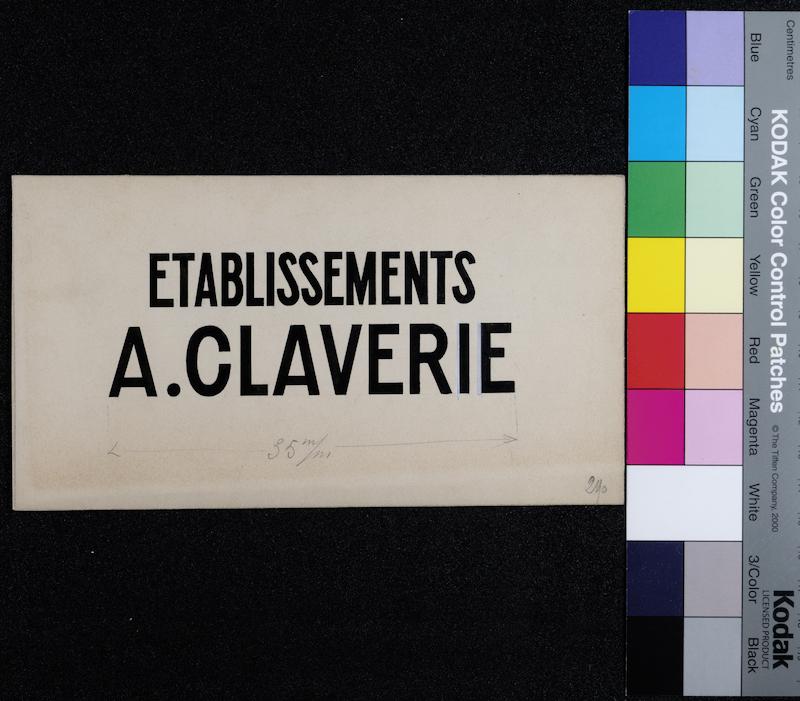 ETABLISSEMENTS
A.CLAVERIE
35 m/m
Centimetres
KODAK Color Control Patches
© The Tiffen Company, 2000
Kodak
LICENSED PRODUCT
Blue
Cyan
Green
Yellow
Red
Magenta
White
3/Color
Black